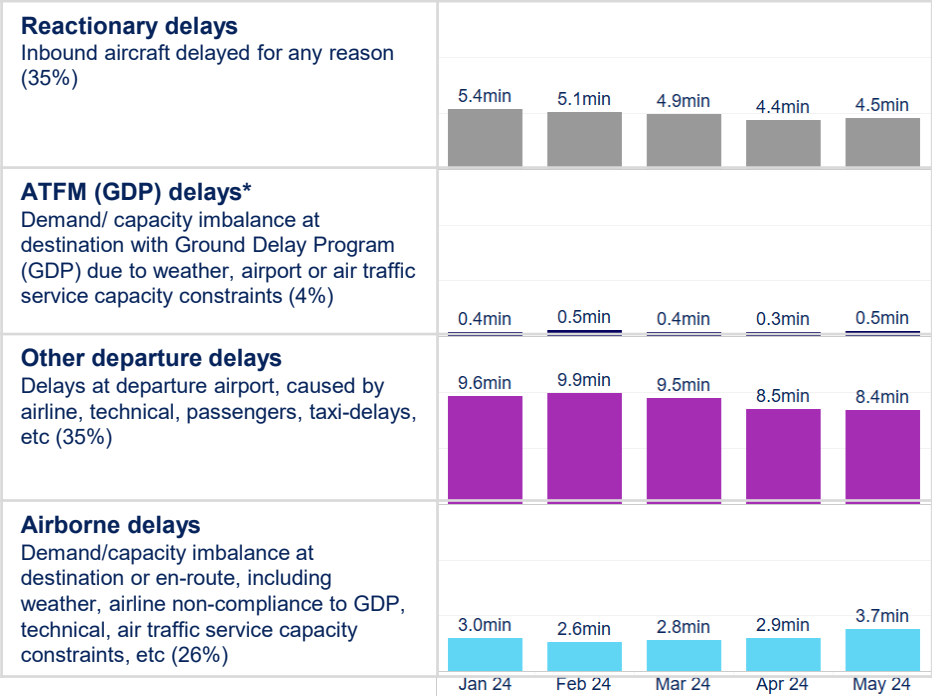 Reactionary delays
Inbound aircraft delayed for any reason
(35%)
5.4min 5.1min 4.9min 4.4min 4.5min
ATFM (GDP) delays*
Demand/ capacity imbalance at
destination with Ground Delay Program
(GDP) due to weather, airport or air traffic
service capacity constraints (4%)
0.4min 0.5min 0.4min 0.3min 0.5min
Other departure delays
Delays at departure airport, caused by
airline, technical, passengers, taxi-delays,
etc (35%)
9.6min 9.9min 9.5min 8.5min 8.4min
Airborne delays
Demand/capacity imbalance at
destination or en-route, including
weather, airline non-compliance to GDP,
technical, air traffic service capacity
constraints, etc (26%)
3.0min 2.6min 2.8min 2.9min 3.7min
Jan 24 Feb 24 Mar 24 Apr 24 May 24